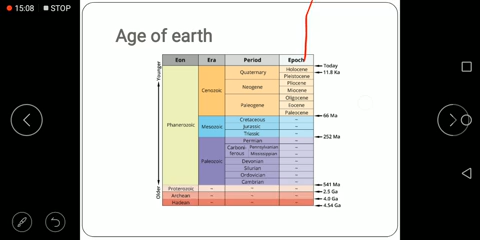 15:08
Age of earth
Eon Era Period Epoch
Younger
Older
Phanerozoic
Proterozoic
Archean
Hadean
Cenozoic
Mesozoic
Paleozoic
Quaternary
Neogene
Paleogene
Cretaceous
Jurassic
Triassic
Permian
Carbon-
iferous
Pennsylvanian
Mississippian
Devonian
Silurian
Ordovician
Cambrian
Holocene
Pleistocene
Pliocene
Miocene
Oligocene
Eocene
Paleocene
Today
11.8 Ka
66 Ma
252 Ma
541 Ma
2.5 Ga
4.0 Ga
4.54 Ga